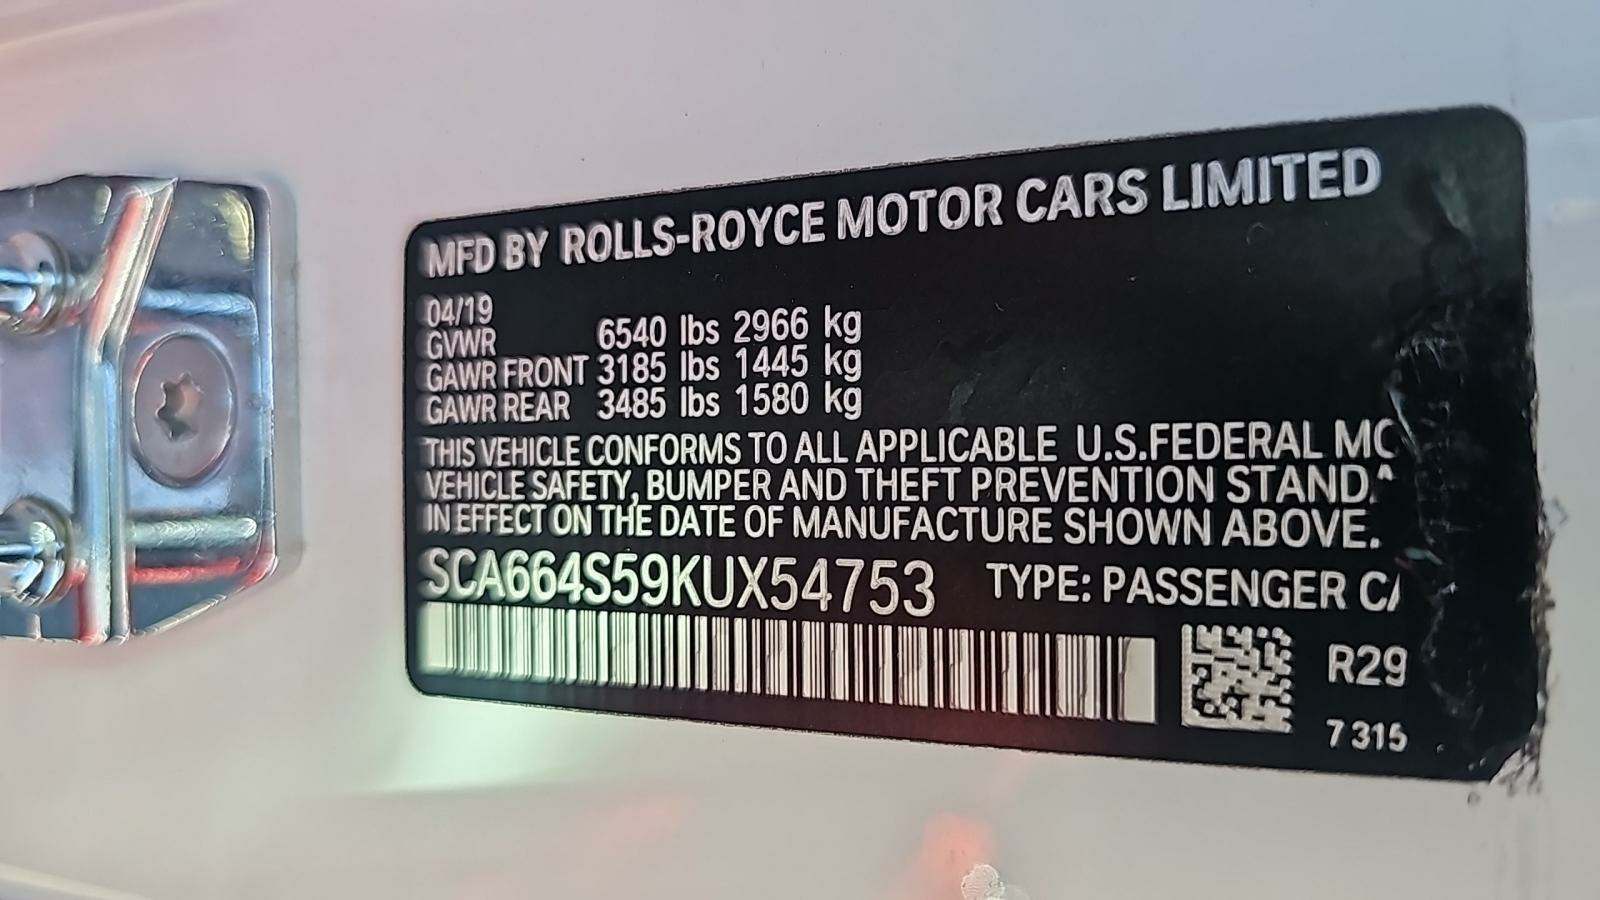 MFD BY ROLLS-ROYCE MOTOR CARS LIMITED
04/19
GVWR 6540 lbs 2966 kg
GAWR FRONT 3185 lbs 1445 kg
GAWR REAR 3485 lbs 1580 kg
THIS VEHICLE CONFORMS TO ALL APPLICABLE U.S.FEDERAL MO
VEHICLE SAFETY, BUMPER AND THEFT PREVENTION STAND
IN EFFECT ON THE DATE OF MANUFACTURE SHOWN ABOVE.
SCA664S59KUX54753 TYPE: PASSENGER CA
R29
7 315